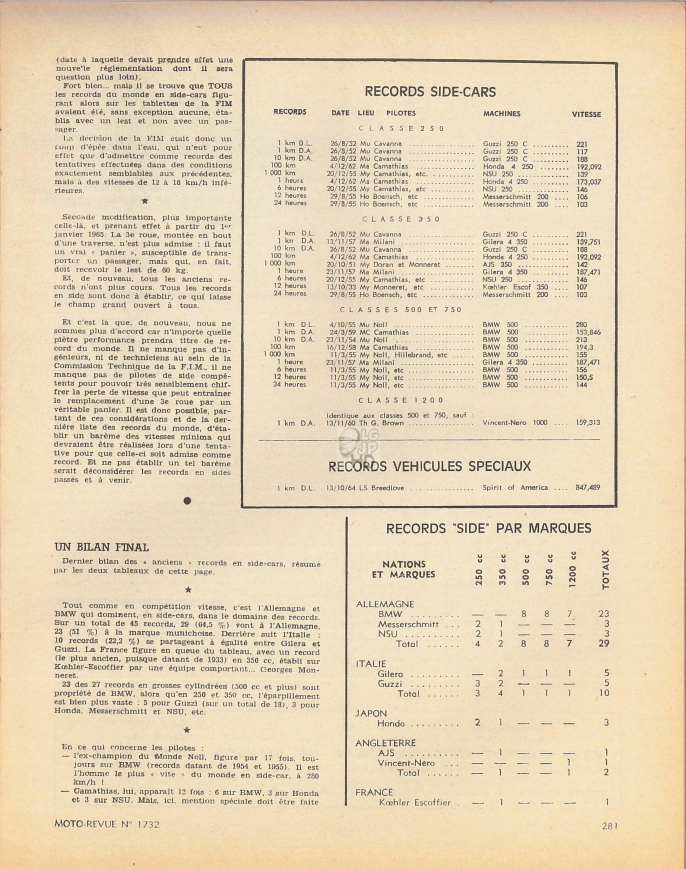 (date à laquelle devait prendre effet une
nouvelle réglementation dont il sera
question plus loin).
Fort bien... mais il se trouve que TOUS
les records du monde en side-cars figu-
rant alors sur les tablettes de la FIM
avaient été, sans exception aucune, éta-
blis avec un lest et non avec un pas-
sager.
La décision de la FIM était donc un
coup d'épée dans l'eau, qui n'eut pour
effet que d'admettre comme records des
tentatives effectuées dans des conditions
exactement semblables aux précédentes,
mais à des vitesses de 12 à 18 km/h infé-
rieures.
★
Seconde modification, plus importante
celle-là, et prenant effet à partir du 1er
janvier 1965. La 3e roue, montée en bout
d'une traverse, n'est plus admise : il faut
un vrai « panier », susceptible de trans-
porter un passager, mais qui, en fait,
doit recevoir le lest de 60 kg.
Et, de nouveau, tous les anciens re-
cords n'ont plus cours. Tous les records
en side sont donc à établir, ce qui laisse
le champ grand ouvert à tous.
Et c'est là que, de nouveau, nous ne
sommes plus d'accord car n'importe quelle
piètre performance prendra titre de re-
cord du monde. Il ne manque pas d'in-
génieurs, ni de techniciens au sein de la
Commission Technique de la F.I.M., il ne
manque pas de pilotes de side compé-
tents pour pouvoir très sensiblement chif-
frer la perte de vitesse que peut entraîner
le remplacement d'une 3e roue par un
véritable panier. Il est donc possible, par-
tant de ces considérations et de la der-
nière liste des records du monde, d'éta-
blir un barème des vitesses minima qui
devraient être réalisées lors d'une tenta-
tive pour que celle-ci soit admise comme
record. Et ne pas établir un tel barème
serait déconsidérer les records en sides
passés et à venir.
●
RECORDS SIDE-CARS
RECORDS DATE LIEU PILOTES MACHINES VITESSE
CLASSE 250
1 km D.L. 26/8/52 Mu Cavanna .......... Guzzi 250 C ........ 221
1 km D.A. 26/8/52 Mu Cavanna .......... Guzzi 250 C ........ 117
10 km D.A. 26/8/52 Mu Cavanna .......... Guzzi 250 C ........ 188
100 km 4/12/62 Ma Camathias .......... Honda 4 250 ........ 192,092
1 000 km 20/12/55 My Camathias, etc. .......... NSU 250 ........ 139
1 heure 4/12/62 Ma Camathias .......... Honda 4 250 ........ 173,037
6 heures 20/12/55 My Camathias, etc .......... NSU 250 ........ 146
12 heures 29/8/55 Ho Boensch, etc .......... Messerschmitt 200 ... 106
24 heures 29/8/55 Ho Boensch, etc .......... Messerschmitt 200 ... 103
CLASSE 350
1 km D.L. 26/8/52 Mu Cavanna .......... Guzzi 250 C ........ 221
1 km D.A. 13/11/57 Ma Milani .......... Gilera 4 350 ........ 139,751
10 km D.A. 26/8/52 Mu Cavanna .......... Guzzi 250 C ........ 188
100 km 4/12/62 Ma Camathias .......... Honda 4 250 ........ 192,092
1 000 km 20/10/51 My Doran et Monneret .......... AJS 350 ........ 142
1 heure 23/11/57 Ma Milani .......... Gilera 4 350 ........ 187,471
6 heures 20/12/55 My Camathias, etc .......... NSU 250 ........ 146
12 heures 13/10/33 My Monneret, etc .......... Kœhler Escof 350 .... 107
24 heures 29/8/55 Ho Boensch, etc .......... Messerschmitt 200 ... 103
CLASSES 500 ET 750
1 km D.L. 4/10/55 Mu Noll .......... BMW 500 .......... 280
1 km D.A. 24/3/59 MC Camathias .......... BMW 500 .......... 153,846
10 km D.A. 23/11/54 Mu Noll .......... BMW 500 .......... 213
100 km 16/12/58 Ma Camathias .......... BMW 500 .......... 194,3
1 000 km 11/3/55 My Noll, Hillebrand, etc ..... BMW 500 .......... 155
1 heure 23/11/57 Ma Milani .......... Gilera 4 350 ........ 187,471
6 heures 11/3/55 My Noll, etc .......... BMW 500 .......... 156
12 heures 11/3/55 My Noll, etc .......... BMW 500 .......... 150,5
24 heures 11/3/55 My Noll, etc .......... BMW 500 .......... 144
CLASSE 1200
Identique aux classes 500 et 750, sauf :
1 km D.A. 13/11/60 Th G. Brown .......... Vincent-Nero 1000 .... 159,313
RECORDS VEHICULES SPECIAUX
1 km D.L. 13/10/64 LS Breedlove .......... Spirit of America .... 847,489
UN BILAN FINAL
Dernier bilan des « anciens » records en side-cars, résumé
par les deux tableaux de cette page.
★
Tout comme en compétition vitesse, c'est l'Allemagne et
BMW qui dominent, en side-cars, dans le domaine des records.
Sur un total de 45 records, 29 (64,5 %) vont à l'Allemagne,
23 (51 %) à la marque munichoise. Derrière suit l'Italie :
10 records (22,2 %) se partageant à égalité entre Gilera et
Guzzi. La France figure en queue du tableau, avec un record
(le plus ancien, puisque datant de 1933) en 350 cc, établi sur
Kœhler-Escoffier par une équipe comportant... Georges Mon-
neret.
23 des 27 records en grosses cylindrées (500 cc et plus) sont
propriété de BMW, alors qu'en 250 et 350 cc, l'éparpillement
est bien plus vaste : 5 pour Guzzi (sur un total de 18), 3 pour
Honda, Messerschmitt et NSU, etc.
★
En ce qui concerne les pilotes :
— l'ex-champion du Monde Noll, figure par 17 fois, tou-
jours sur BMW (records datant de 1954 et 1955). Il est
l'homme le plus « vite » du monde en side-car, à 280
km/h !
— Camathias, lui, apparaît 12 fois : 6 sur BMW, 3 sur Honda
et 3 sur NSU. Mais, ici, mention spéciale doit être faite
RECORDS "SIDE" PAR MARQUES
NATIONS
ET MARQUES 250 cc 350 cc 500 cc 750 cc 1200 cc TOTAUX
ALLEMAGNE
BMW ......... — — 8 8 7 23
Messerschmitt ... 2 1 — — — 3
NSU ......... 2 1 — — — 3
Total ...... 4 2 8 8 7 29
ITALIE
Gilera ......... — 2 1 1 1 5
Guzzi ......... 3 2 — — — 5
Total ...... 3 4 1 1 1 10
JAPON
Honda ......... 2 1 — — — 3
ANGLETERRE
AJS .......... — 1 — — — 1
Vincent-Nero ... — — — — 1 1
Total ...... — 1 — — 1 2
FRANCE
Kœhler Escoffier . — 1 — — — 1
MOTO-REVUE N° 1732
281